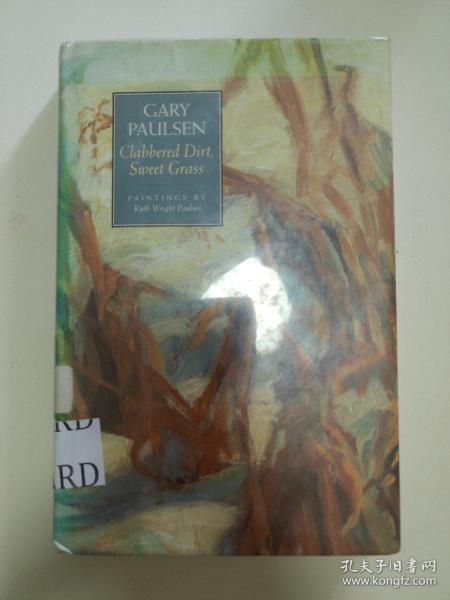 GARY
PAULSEN
Clabbered Dirt,
Sweet Grass
PAINTINGS BY
Ruth Wright Paulsen
RD
ARD
孔夫子旧书网
www.kongfz.com